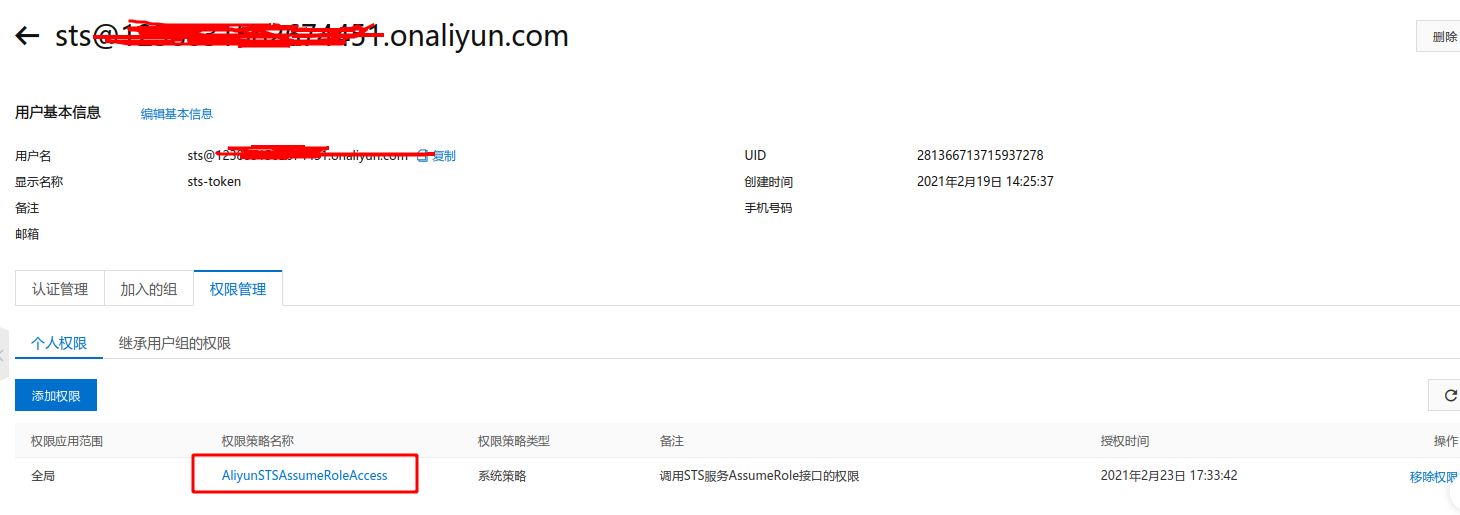 sts@ .onaliyun.com
删除
用户基本信息 编辑基本信息
用户名 sts@ .onaliyun.com 复制 UID 281366713715937278
显示名称 sts-token 创建时间 2021年2月19日 14:25:37
备注 手机号码
邮箱
认证管理 加入的组 权限管理
个人权限 继承用户组的权限
添加权限
权限应用范围 权限策略名称 权限策略类型 备注 授权时间 操作
全局 AliyunSTSAssumeRoleAccess 系统策略 调用STS服务AssumeRole接口的权限 2021年2月23日 17:33:42 移除权限